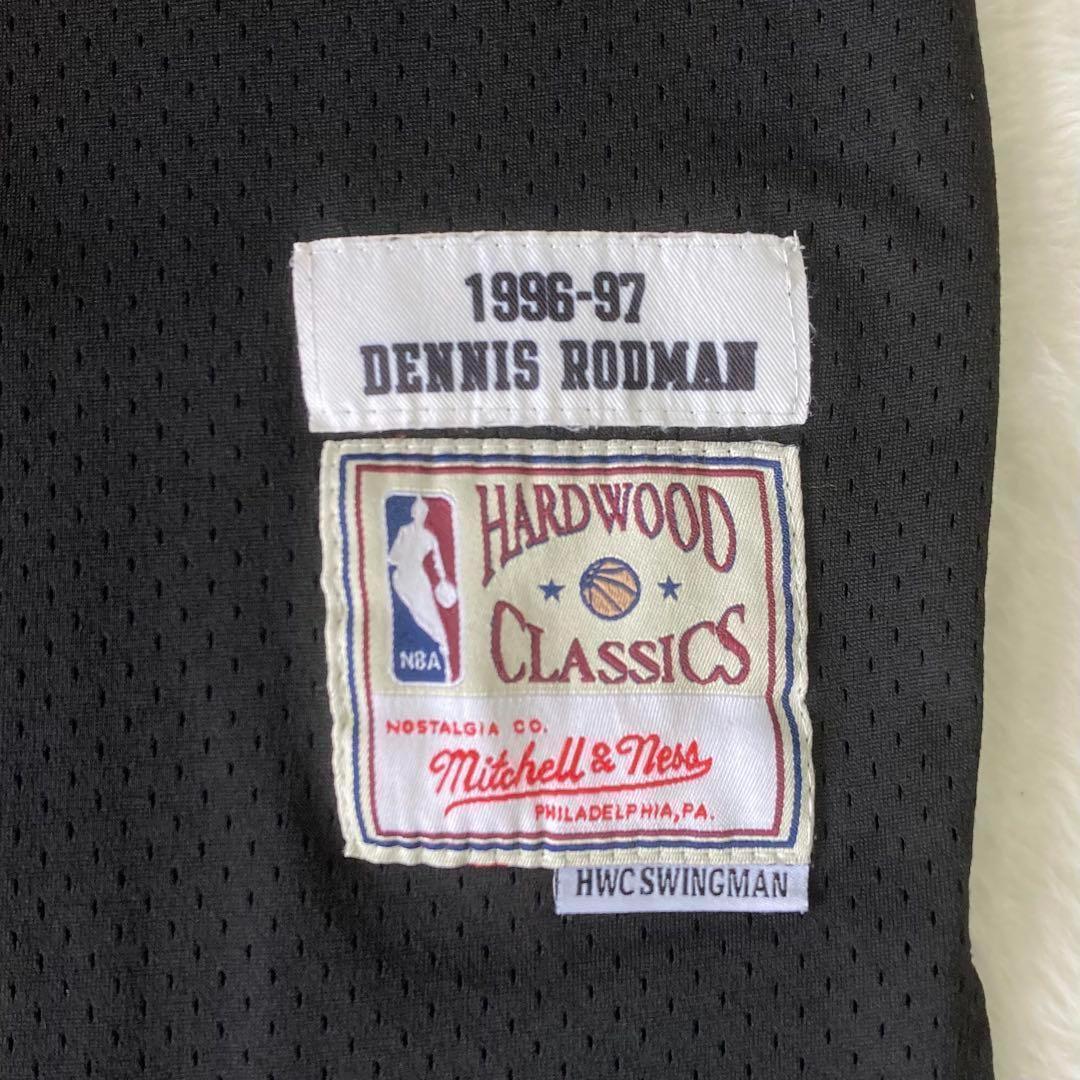 1996-97
DENNIS RODMAN
HARDWOOD
CLASSICS
NBA
NOSTALGIA CO.
Mitchell & Ness
PHILADELPHIA, PA.
HWC SWINGMAN